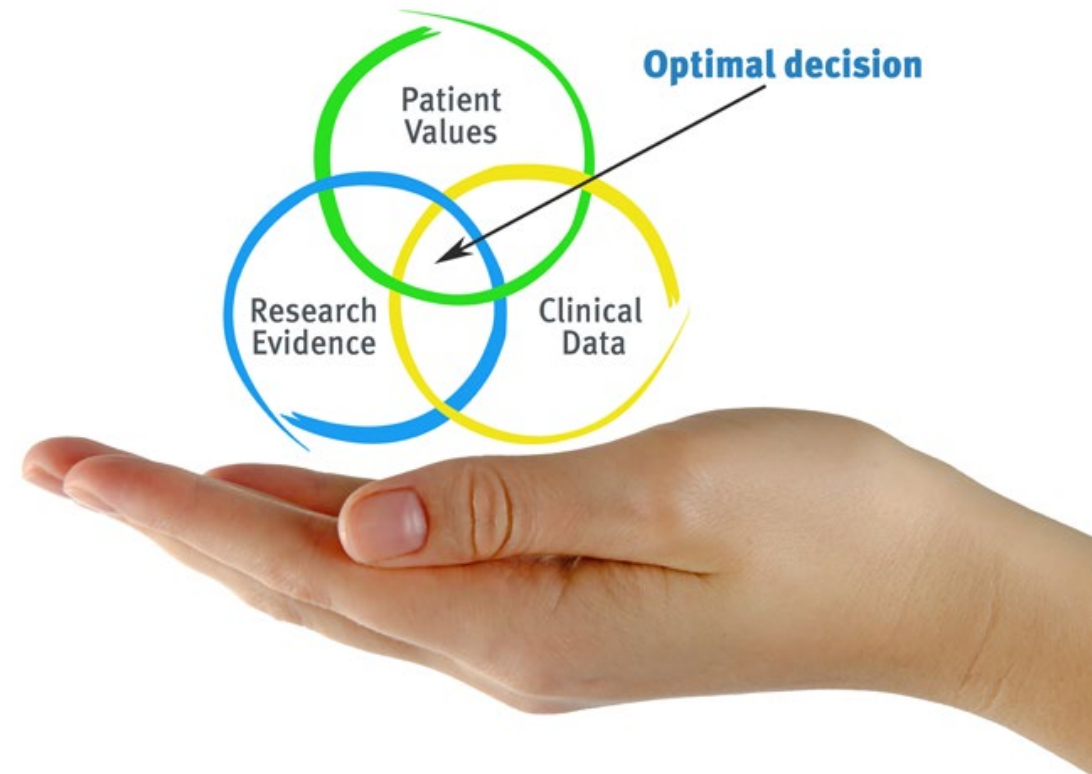 Optimal decision
Patient
Values
Research
Evidence
Clinical
Data